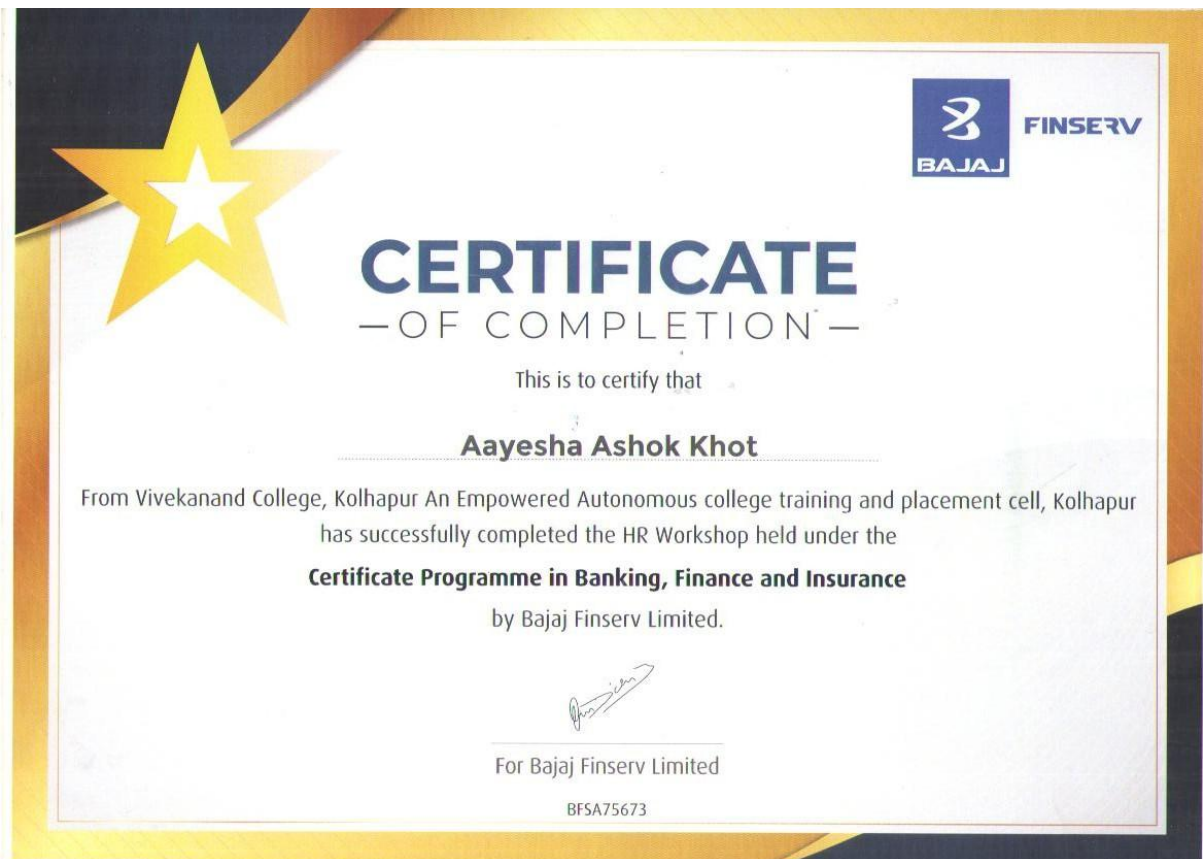 BAJAJ
FINSERV
CERTIFICATE
—OF COMPLETION—
This is to certify that
Aayesha Ashok Khot
From Vivekanand College, Kolhapur An Empowered Autonomous college training and placement cell, Kolhapur
has successfully completed the HR Workshop held under the
Certificate Programme in Banking, Finance and Insurance
by Bajaj Finserv Limited.
For Bajaj Finserv Limited
BFSA75673